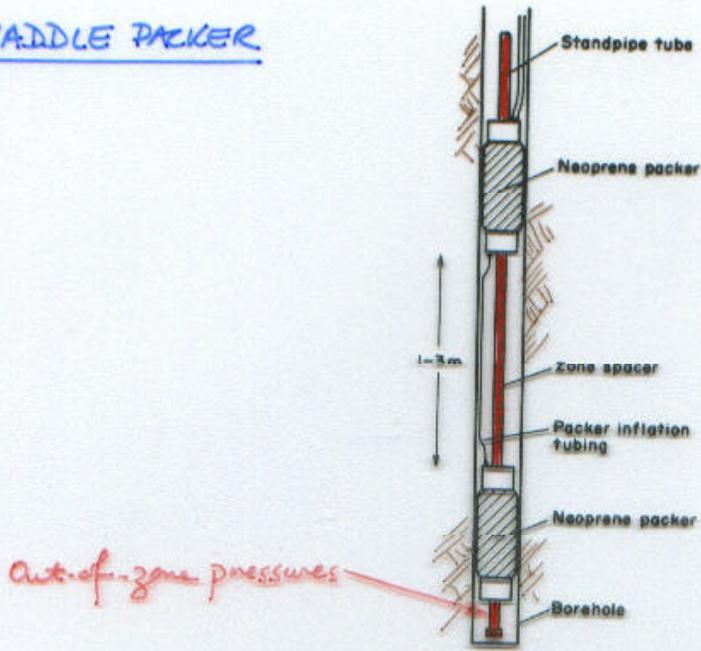 ADDLE PACKER
Standpipe tube
Neoprene packer
1-3m
Zone spacer
Packer inflation
tubing
Neoprene packer
Out-of-zone pressures
Borehole